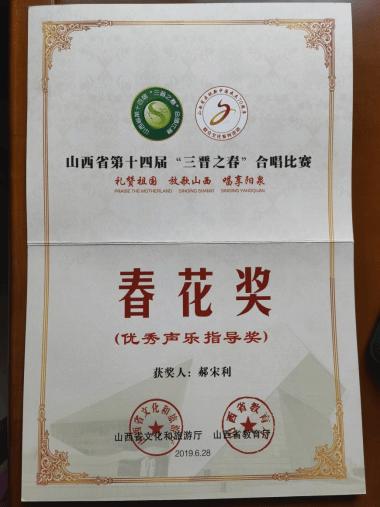 山西省第十四届“三晋之春”合唱比赛
礼赞祖国 放歌山西 唱享阳泉
PRAISE THE MOTHERLAND SINGING SHANXI SINGING YANGQUAN
春花奖
(优秀声乐指导奖)
获奖人:郝宋利
山西省文化和旅游厅 山西省教育厅
2019.6.28